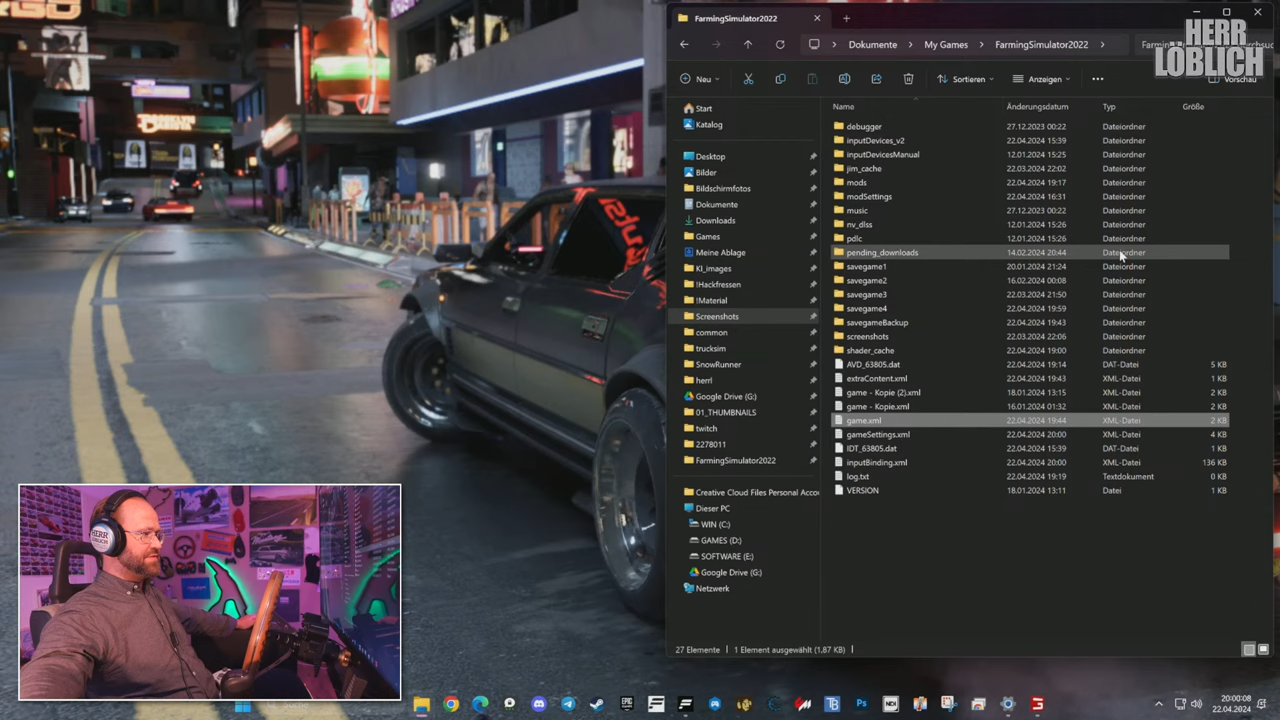 FarmingSimulator2022
HERR
LÖBLICH
Dokumente
My Games
FarmingSimulator2022
Neu
Sortieren
Anzeigen
Vorschau
Name
Änderungsdatum
Typ
Größe
Start
Katalog
Desktop
Bilder
Bildschirmfotos
Dokumente
Downloads
Games
Meine Ablage
KI_images
!Hackfressen
!Material
Screenshots
common
trucksim
SnowRunner
herrl
Google Drive (G:)
01_THUMBNAILS
twitch
2278011
FarmingSimulator2022
Creative Cloud Files Personal Accou
Dieser PC
WIN (C:)
GAMES (D:)
SOFTWARE (E:)
Google Drive (G:)
Netzwerk
debugger 27.12.2023 00:22 Dateiordner
inputDevices_v2 22.04.2024 15:39 Dateiordner
inputDevicesManual 12.01.2024 15:25 Dateiordner
jim_cache 22.03.2024 22:02 Dateiordner
mods 22.04.2024 19:17 Dateiordner
modSettings 22.04.2024 16:31 Dateiordner
music 27.12.2023 00:22 Dateiordner
nv_dlss 12.01.2024 15:26 Dateiordner
pdlc 12.01.2024 15:26 Dateiordner
pending_downloads 14.02.2024 20:44 Dateiordner
savegame1 20.01.2024 21:24 Dateiordner
savegame2 16.02.2024 00:08 Dateiordner
savegame3 22.03.2024 21:50 Dateiordner
savegame4 22.04.2024 19:59 Dateiordner
savegameBackup 22.04.2024 19:43 Dateiordner
screenshots 22.03.2024 22:06 Dateiordner
shader_cache 22.04.2024 19:00 Dateiordner
AVD_63805.dat 22.04.2024 19:14 DAT-Datei 5 KB
extraContent.xml 22.04.2024 19:43 XML-Datei 1 KB
game - Kopie (2).xml 18.01.2024 13:15 XML-Datei 2 KB
game - Kopie.xml 16.01.2024 01:32 XML-Datei 2 KB
game.xml 22.04.2024 19:44 XML-Datei 2 KB
gameSettings.xml 22.04.2024 20:00 XML-Datei 4 KB
IDT_63805.dat 22.04.2024 15:39 DAT-Datei 1 KB
inputBinding.xml 22.04.2024 20:00 XML-Datei 136 KB
log.txt 22.04.2024 19:19 Textdokument 0 KB
VERSION 18.01.2024 13:11 Datei 1 KB
27 Elemente
1 Element ausgewählt (1,87 KB)
20:00:08
22.04.2024